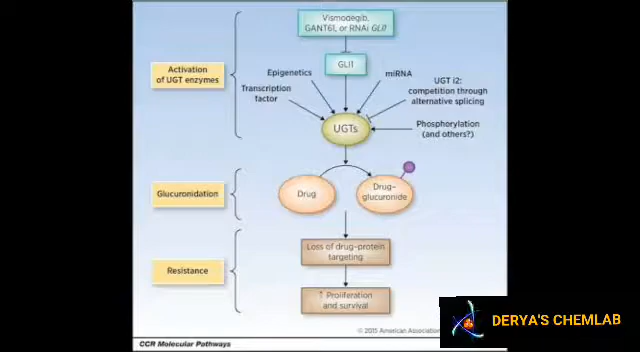 Vismodegib,
GANT61, or RNAi GLI1
GLI1
Activation
of UGT enzymes
Epigenetics
miRNA
Transcription
factor
UGT i2:
competition through
alternative splicing
UGTs
Phosphorylation
(and others?)
Glucuronidation
Drug
Drug–
glucuronide
Resistance
Loss of drug–protein
targeting
↑ Proliferation
and survival
© 2015 American Association
CCR Molecular Pathways
DERYA'S CHEMLAB